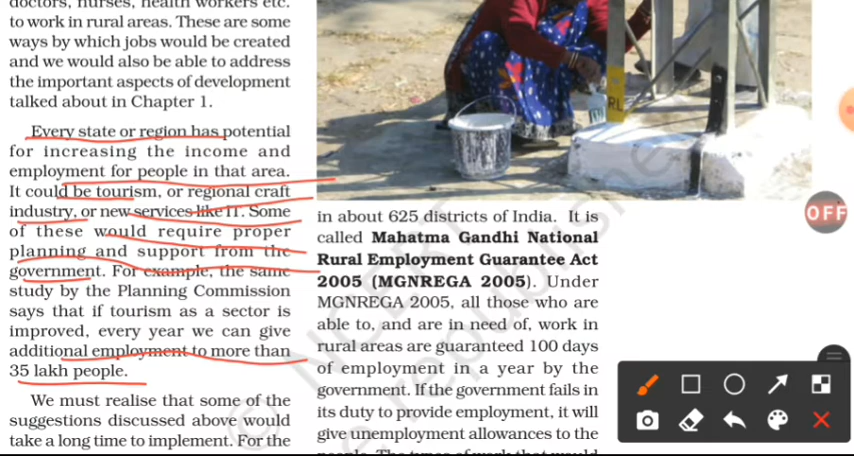 doctors, nurses, health workers etc.
to work in rural areas. These are some
ways by which jobs would be created
and we would also be able to address
the important aspects of development
talked about in Chapter 1.
Every state or region has potential
for increasing the income and
employment for people in that area.
It could be tourism, or regional craft
industry, or new services like IT. Some
of these would require proper
planning and support from the
government. For example, the same
study by the Planning Commission
says that if tourism as a sector is
improved, every year we can give
additional employment to more than
35 lakh people.
We must realise that some of the
suggestions discussed above would
take a long time to implement. For the
RL
in about 625 districts of India. It is
called Mahatma Gandhi National
Rural Employment Guarantee Act
2005 (MGNREGA 2005). Under
MGNREGA 2005, all those who are
able to, and are in need of, work in
rural areas are guaranteed 100 days
of employment in a year by the
government. If the government fails in
its duty to provide employment, it will
give unemployment allowances to the
people. The types of work that would
OFF